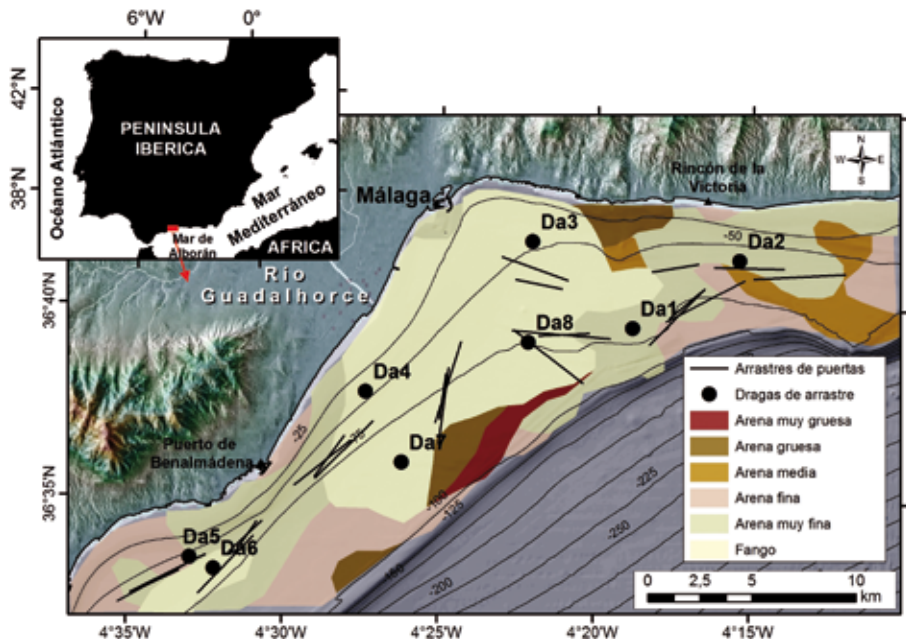 6°W
0°
42°N
38°N
Océano Atlántico
PENINSULA
IBERICA
Mar
Mediterráneo
Mar de
Alborán
AFRICA
N
W
E
S
Rincón de la
Victoria
Málaga
Da3
-50
Da2
Río
Guadalhorce
36°40'N
Da1
Da8
Da4
-25
-75
Da7
Puerto de
Benalmádena
36°35'N
-100
-125
Da5
Da6
-150
-200
-225
-250
Arrastres de puertas
Dragas de arrastre
Arena muy gruesa
Arena gruesa
Arena media
Arena fina
Arena muy fina
Fango
0 2,5 5 10
km
4°35'W
4°30'W
4°25'W
4°20'W
4°15'W